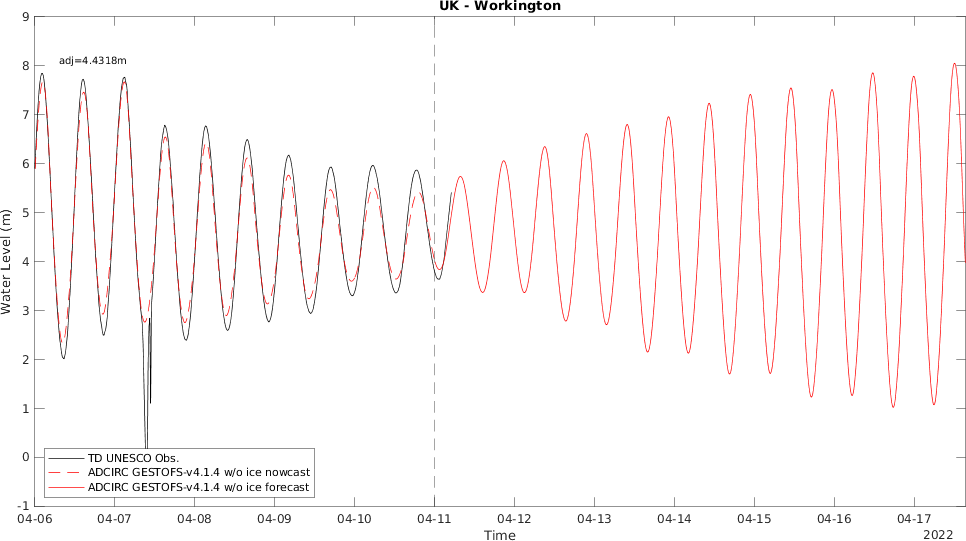 UK - Workington
adj=4.4318m
Water Level (m)
9
8
7
6
5
4
3
2
1
0
-1
TD UNESCO Obs.
ADCIRC GESTOFS-v4.1.4 w/o ice nowcast
ADCIRC GESTOFS-v4.1.4 w/o ice forecast
04-06 04-07 04-08 04-09 04-10 04-11 04-12 04-13 04-14 04-15 04-16 04-17
Time
2022